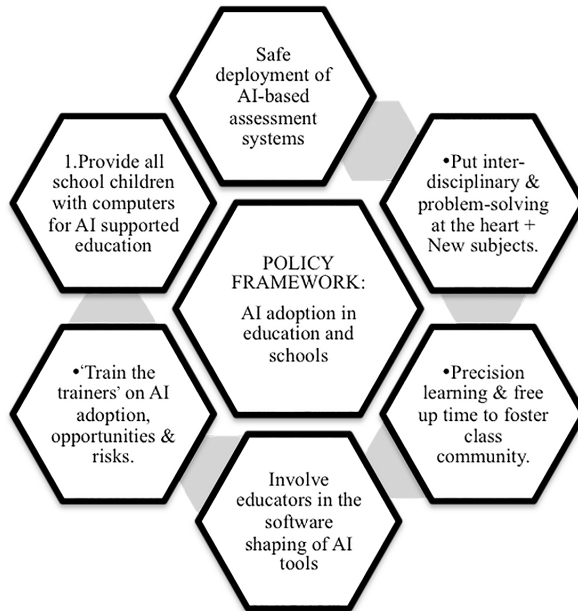 Safe
deployment of
AI-based
assessment
systems
1.Provide all
school children
with computers
for AI supported
education
•Put inter-
disciplinary &
problem-solving
at the heart +
New subjects.
POLICY
FRAMEWORK:
AI adoption in
education and
schools
•‘Train the
trainers’ on AI
adoption,
opportunities &
risks.
•Precision
learning & free
up time to foster
class
community.
Involve
educators in the
software
shaping of AI
tools